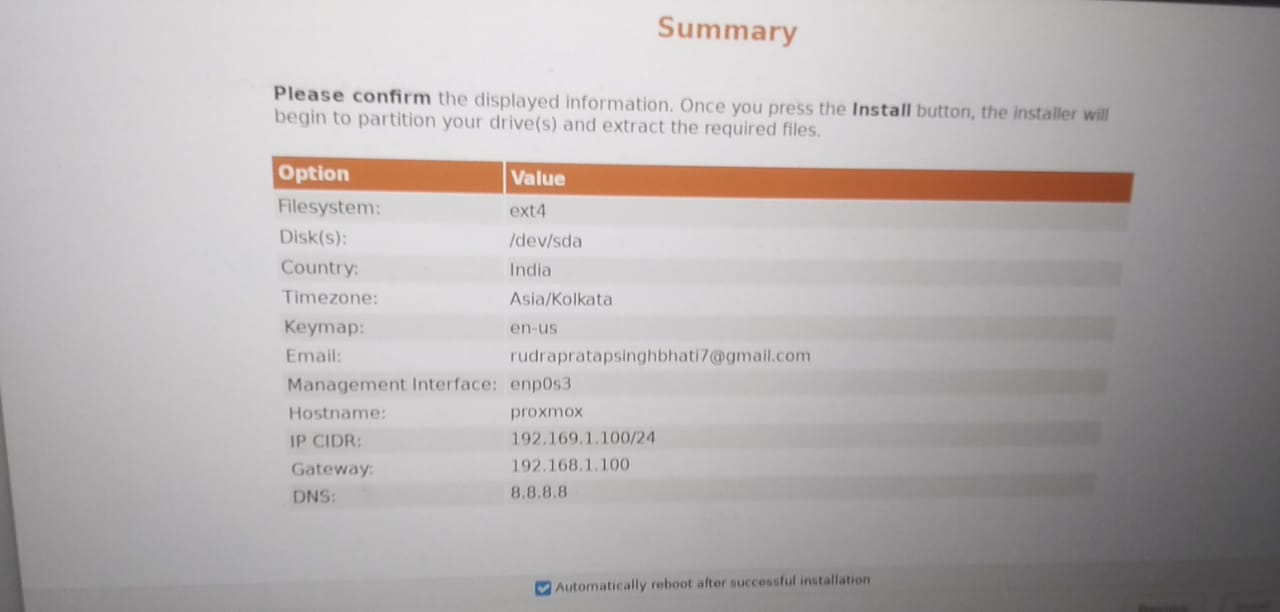 Summary
Please confirm the displayed information. Once you press the Install button, the installer will
begin to partition your drive(s) and extract the required files.
Option Value
Filesystem: ext4
Disk(s): /dev/sda
Country: India
Timezone: Asia/Kolkata
Keymap: en-us
Email: rudrapratapsinghbhati7@gmail.com
Management Interface: enp0s3
Hostname: proxmox
IP CIDR: 192.169.1.100/24
Gateway: 192.168.1.100
DNS: 8.8.8.8
Automatically reboot after successful installation